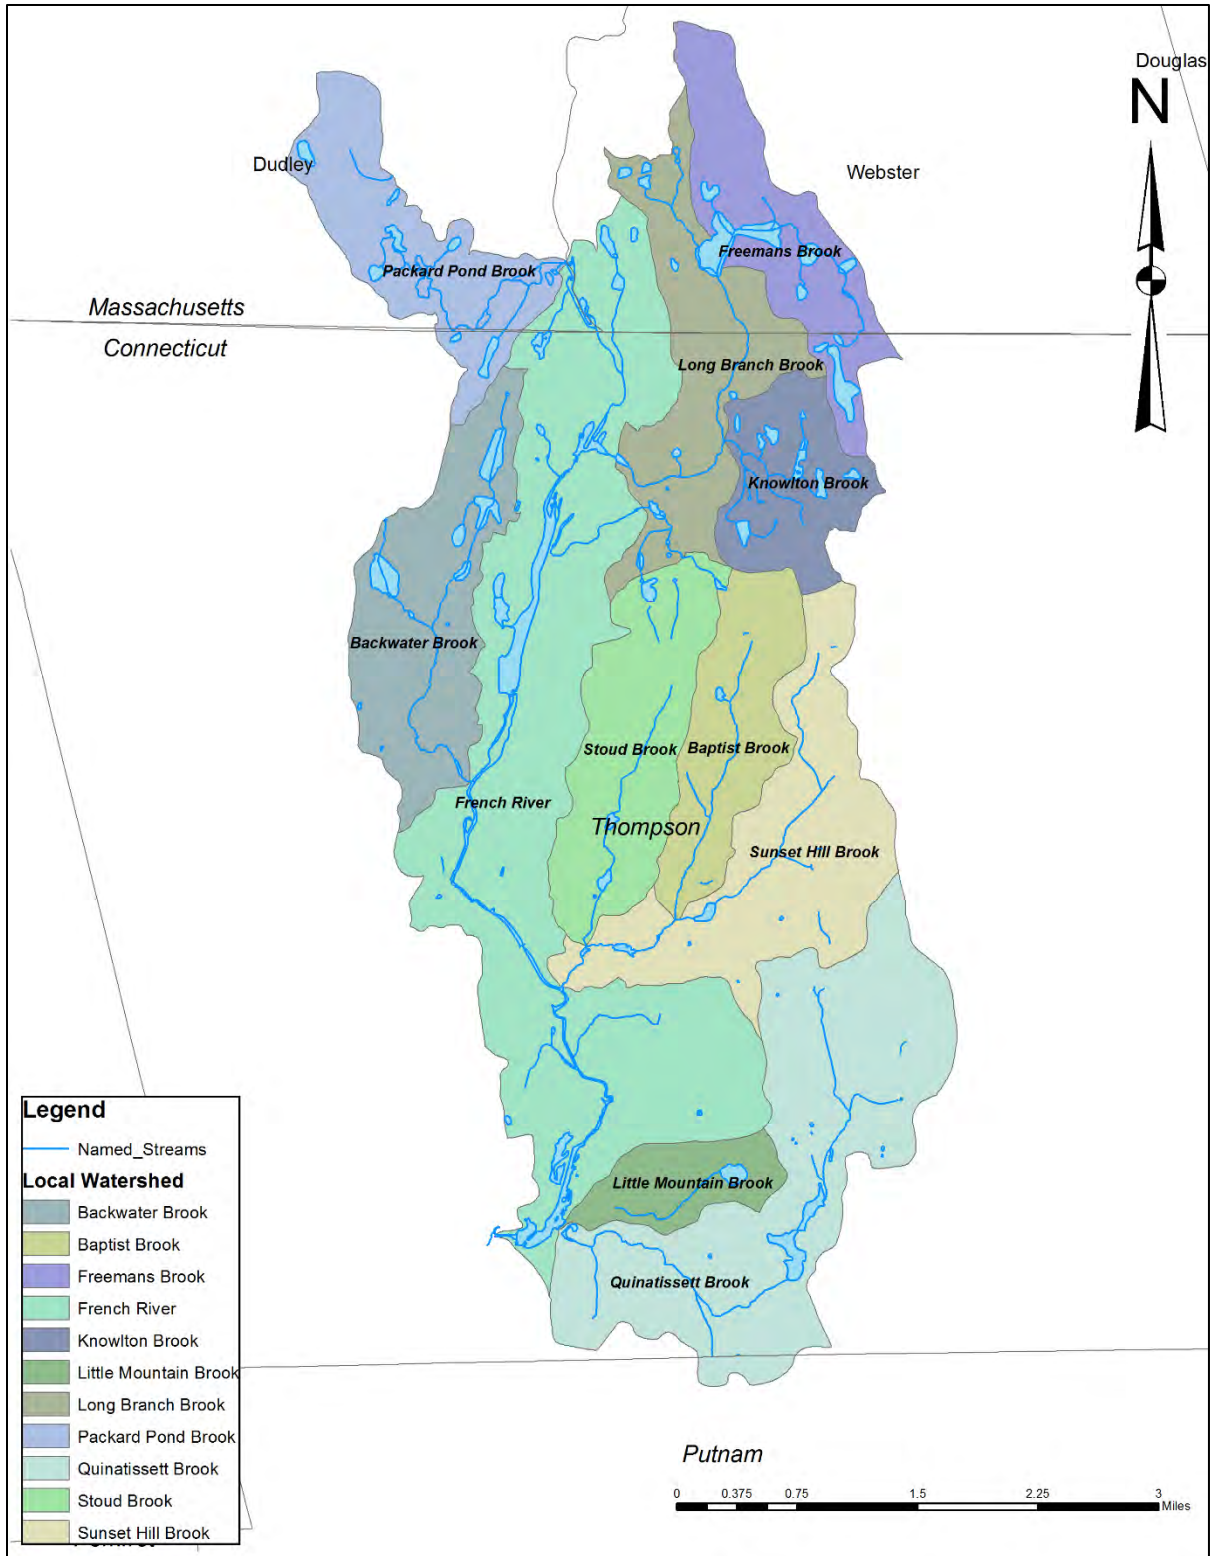 Douglas
N
Dudley
Webster
Freemans Brook
Packard Pond Brook
Massachusetts
Connecticut
Long Branch Brook
Knowlton Brook
Backwater Brook
Stoud Brook
Baptist Brook
French River
Thompson
Sunset Hill Brook
Little Mountain Brook
Quinatissett Brook
Legend
Named_Streams
Local Watershed
Backwater Brook
Baptist Brook
Freemans Brook
French River
Knowlton Brook
Little Mountain Brook
Long Branch Brook
Packard Pond Brook
Quinatissett Brook
Stoud Brook
Sunset Hill Brook
Putnam
0 0.375 0.75 1.5 2.25 3
Miles